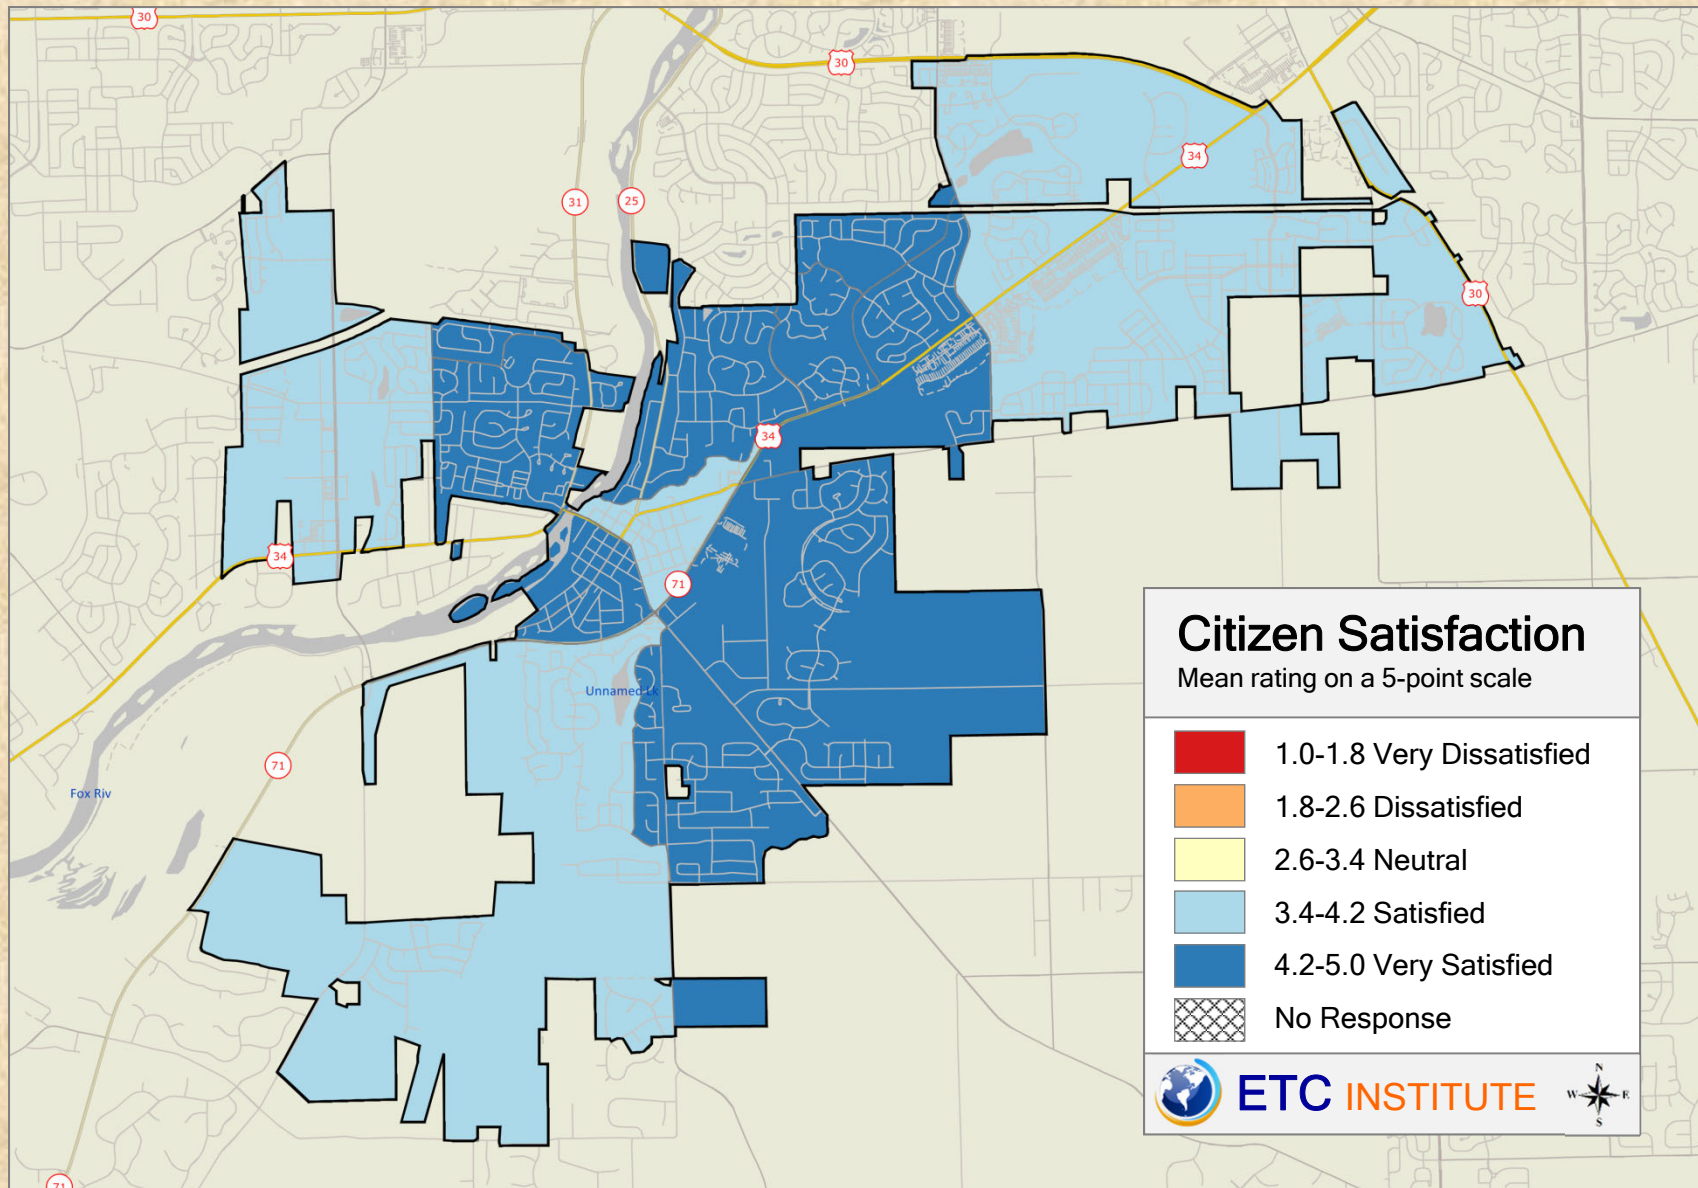 30
30
34
31
25
30
34
34
71
Unnamed Lk
71
Fox Riv
71
Citizen Satisfaction
Mean rating on a 5-point scale
1.0-1.8 Very Dissatisfied
1.8-2.6 Dissatisfied
2.6-3.4 Neutral
3.4-4.2 Satisfied
4.2-5.0 Very Satisfied
No Response
ETC INSTITUTE
N
W E
S